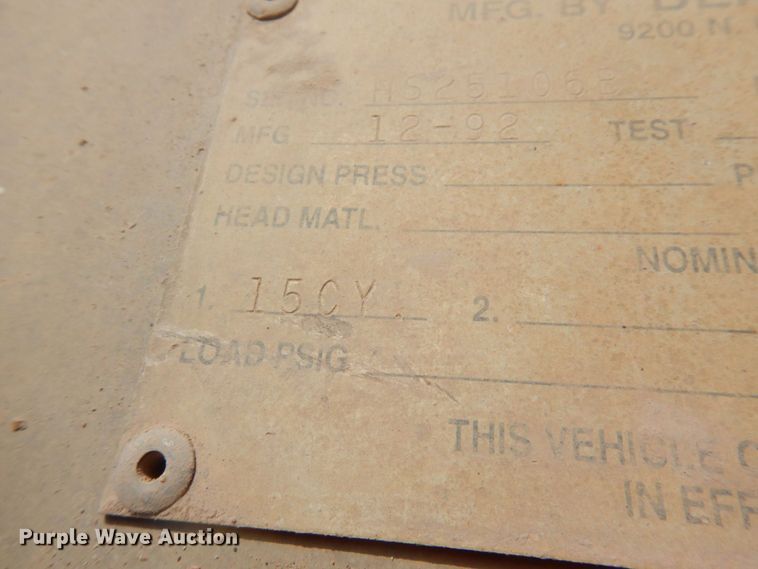 MFG. BY
9200 N.
SER. NO. HS251062
MFG 12-92 TEST
DESIGN PRESS
HEAD MATL.
NOMIN
1. 15CY. 2.
LOAD PSIG
THIS VEHICLE
IN EFF
Purple Wave Auction